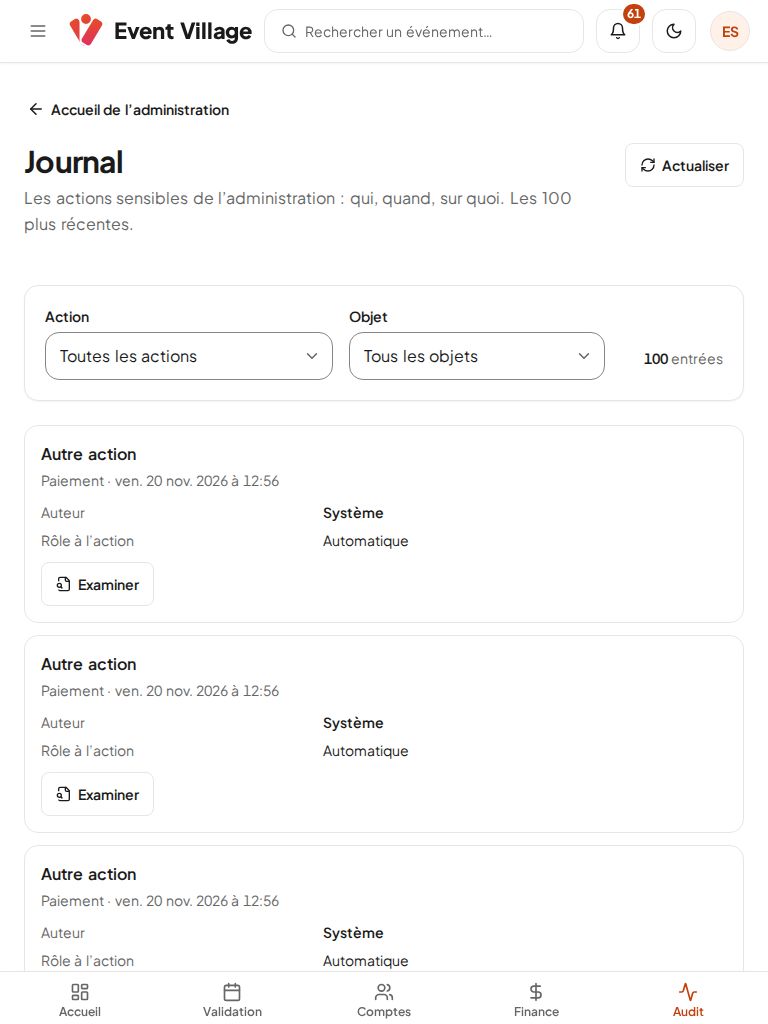 Event Village
Rechercher un événement…
61
ES
Accueil de l’administration
Journal
Actualiser
Les actions sensibles de l’administration : qui, quand, sur quoi. Les 100
plus récentes.
Action
Objet
Toutes les actions
Tous les objets
100 entrées
Autre action
Paiement · ven. 20 nov. 2026 à 12:56
Auteur
Système
Rôle à l’action
Automatique
Examiner
Autre action
Paiement · ven. 20 nov. 2026 à 12:56
Auteur
Système
Rôle à l’action
Automatique
Examiner
Autre action
Paiement · ven. 20 nov. 2026 à 12:56
Auteur
Système
Rôle à l’action
Automatique
Accueil
Validation
Comptes
Finance
Audit